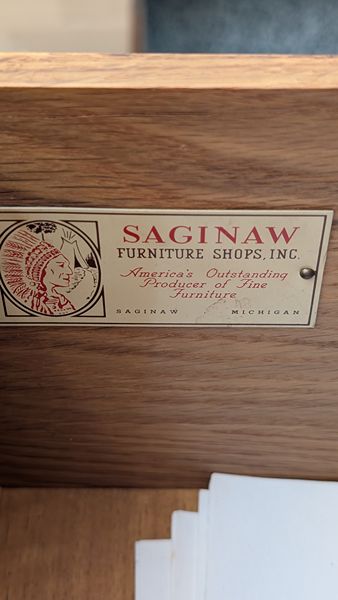 SAGINAW
FURNITURE SHOPS, INC.
America's Outstanding
Producer of Fine
Furniture
SAGINAW MICHIGAN